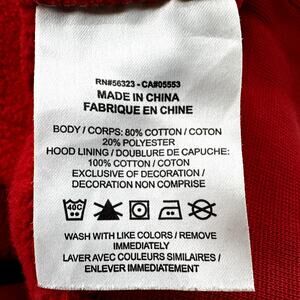 RN#56323 - CA#05553
MADE IN CHINA
FABRIQUE EN CHINE
BODY / CORPS: 80% COTTON / COTON
20% POLYESTER
HOOD LINING / DOUBLURE DE CAPUCHE:
100% COTTON / COTON
EXCLUSIVE OF DECORATION /
DECORATION NON COMPRISE
40C
WASH WITH LIKE COLORS / REMOVE
IMMEDIATELY
LAVER AVEC COULEURS SIMILAIRES /
ENLEVER IMMEDIATEMENT